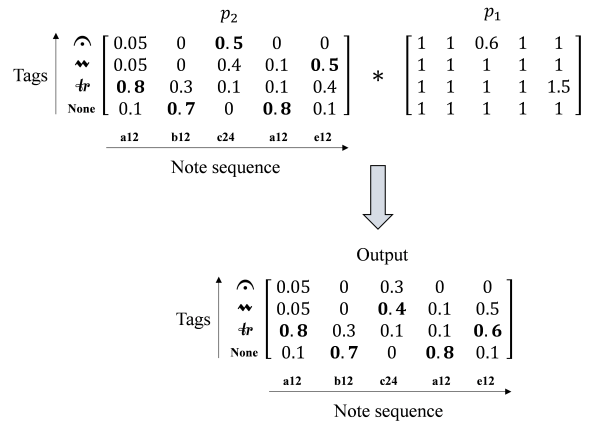 p₂ p₁
Tags
𝄐 0.05 0 0.5 0 0
0.05 0 0.4 0.1 0.5
tr 0.8 0.3 0.1 0.1 0.4
None 0.1 0.7 0 0.8 0.1
*
1 1 0.6 1 1
1 1 1 1 1
1 1 1 1 1.5
1 1 1 1 1
a12 b12 c24 a12 e12
Note sequence
Output
Tags
𝄐 0.05 0 0.3 0 0
0.05 0 0.4 0.1 0.5
tr 0.8 0.3 0.1 0.1 0.6
None 0.1 0.7 0 0.8 0.1
a12 b12 c24 a12 e12
Note sequence